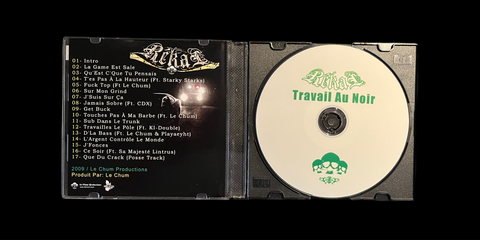 Rékal
01- Intro
02- La Game Est Sale
03- Qu'Est C'Que Tu Pensais
04- T'es Pas À La Hauteur (Ft. Starky Starks)
05- Fuck Top (Ft Le Chum)
06- Sur Mon Grind
07- J'Suis Sur Ça
08- Jamais Sobre (Ft. CDX)
09- Get Buck
10- Touches Pas À Ma Barbe (Ft. Le Chum)
11- Sub Dans Le Trunk
12- Travailles Le Pôle (Ft. Kl-Double)
13- D'La Bass (Ft. Le Chum & Playaeyht)
14- L'Argent Contrôle Le Monde
15- J'Fonces
16- Ce Soir (Ft. Sa Majesté Lintrus)
17- Que Du Crack (Posse Track)
2009 / Le Chum Productions
Produit Par: Le Chum
Rékal
Travail Au Noir